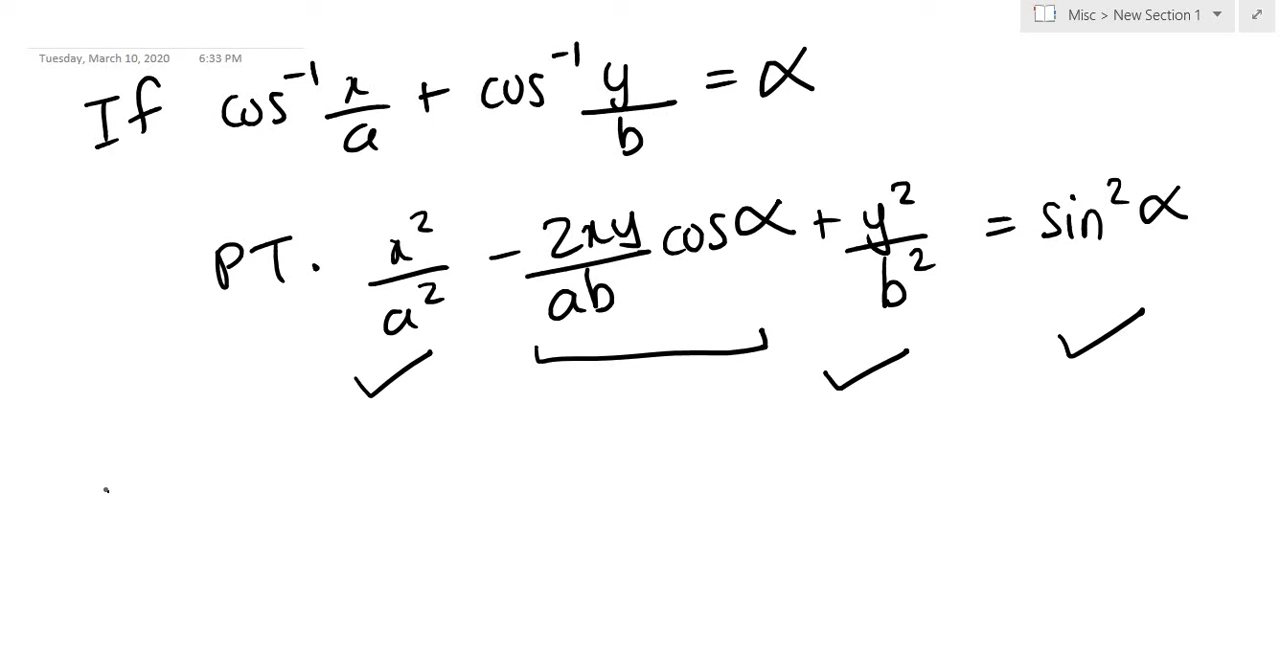 Misc > New Section 1
Tuesday, March 10, 2020 6:33 PM
If cos⁻¹ x/a + cos⁻¹ y/b = α
PT. x²/a² - 2xy/ab cosα + y²/b² = sin²α